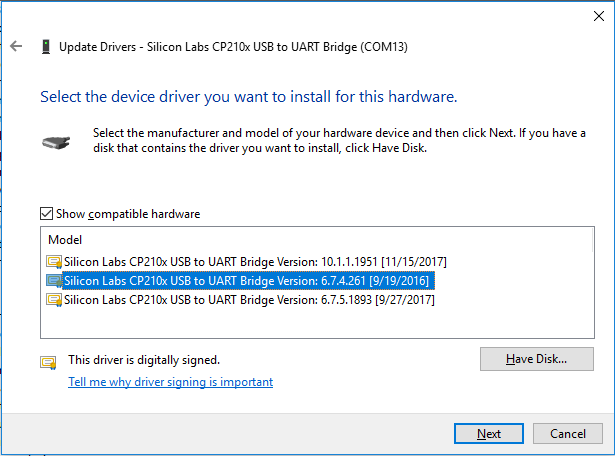 Update Drivers - Silicon Labs CP210x USB to UART Bridge (COM13)
Select the device driver you want to install for this hardware.
Select the manufacturer and model of your hardware device and then click Next. If you have a
disk that contains the driver you want to install, click Have Disk.
Show compatible hardware
Model
Silicon Labs CP210x USB to UART Bridge Version: 10.1.1.1951 [11/15/2017]
Silicon Labs CP210x USB to UART Bridge Version: 6.7.4.261 [9/19/2016]
Silicon Labs CP210x USB to UART Bridge Version: 6.7.5.1893 [9/27/2017]
This driver is digitally signed.
Have Disk...
Tell me why driver signing is important
Next
Cancel